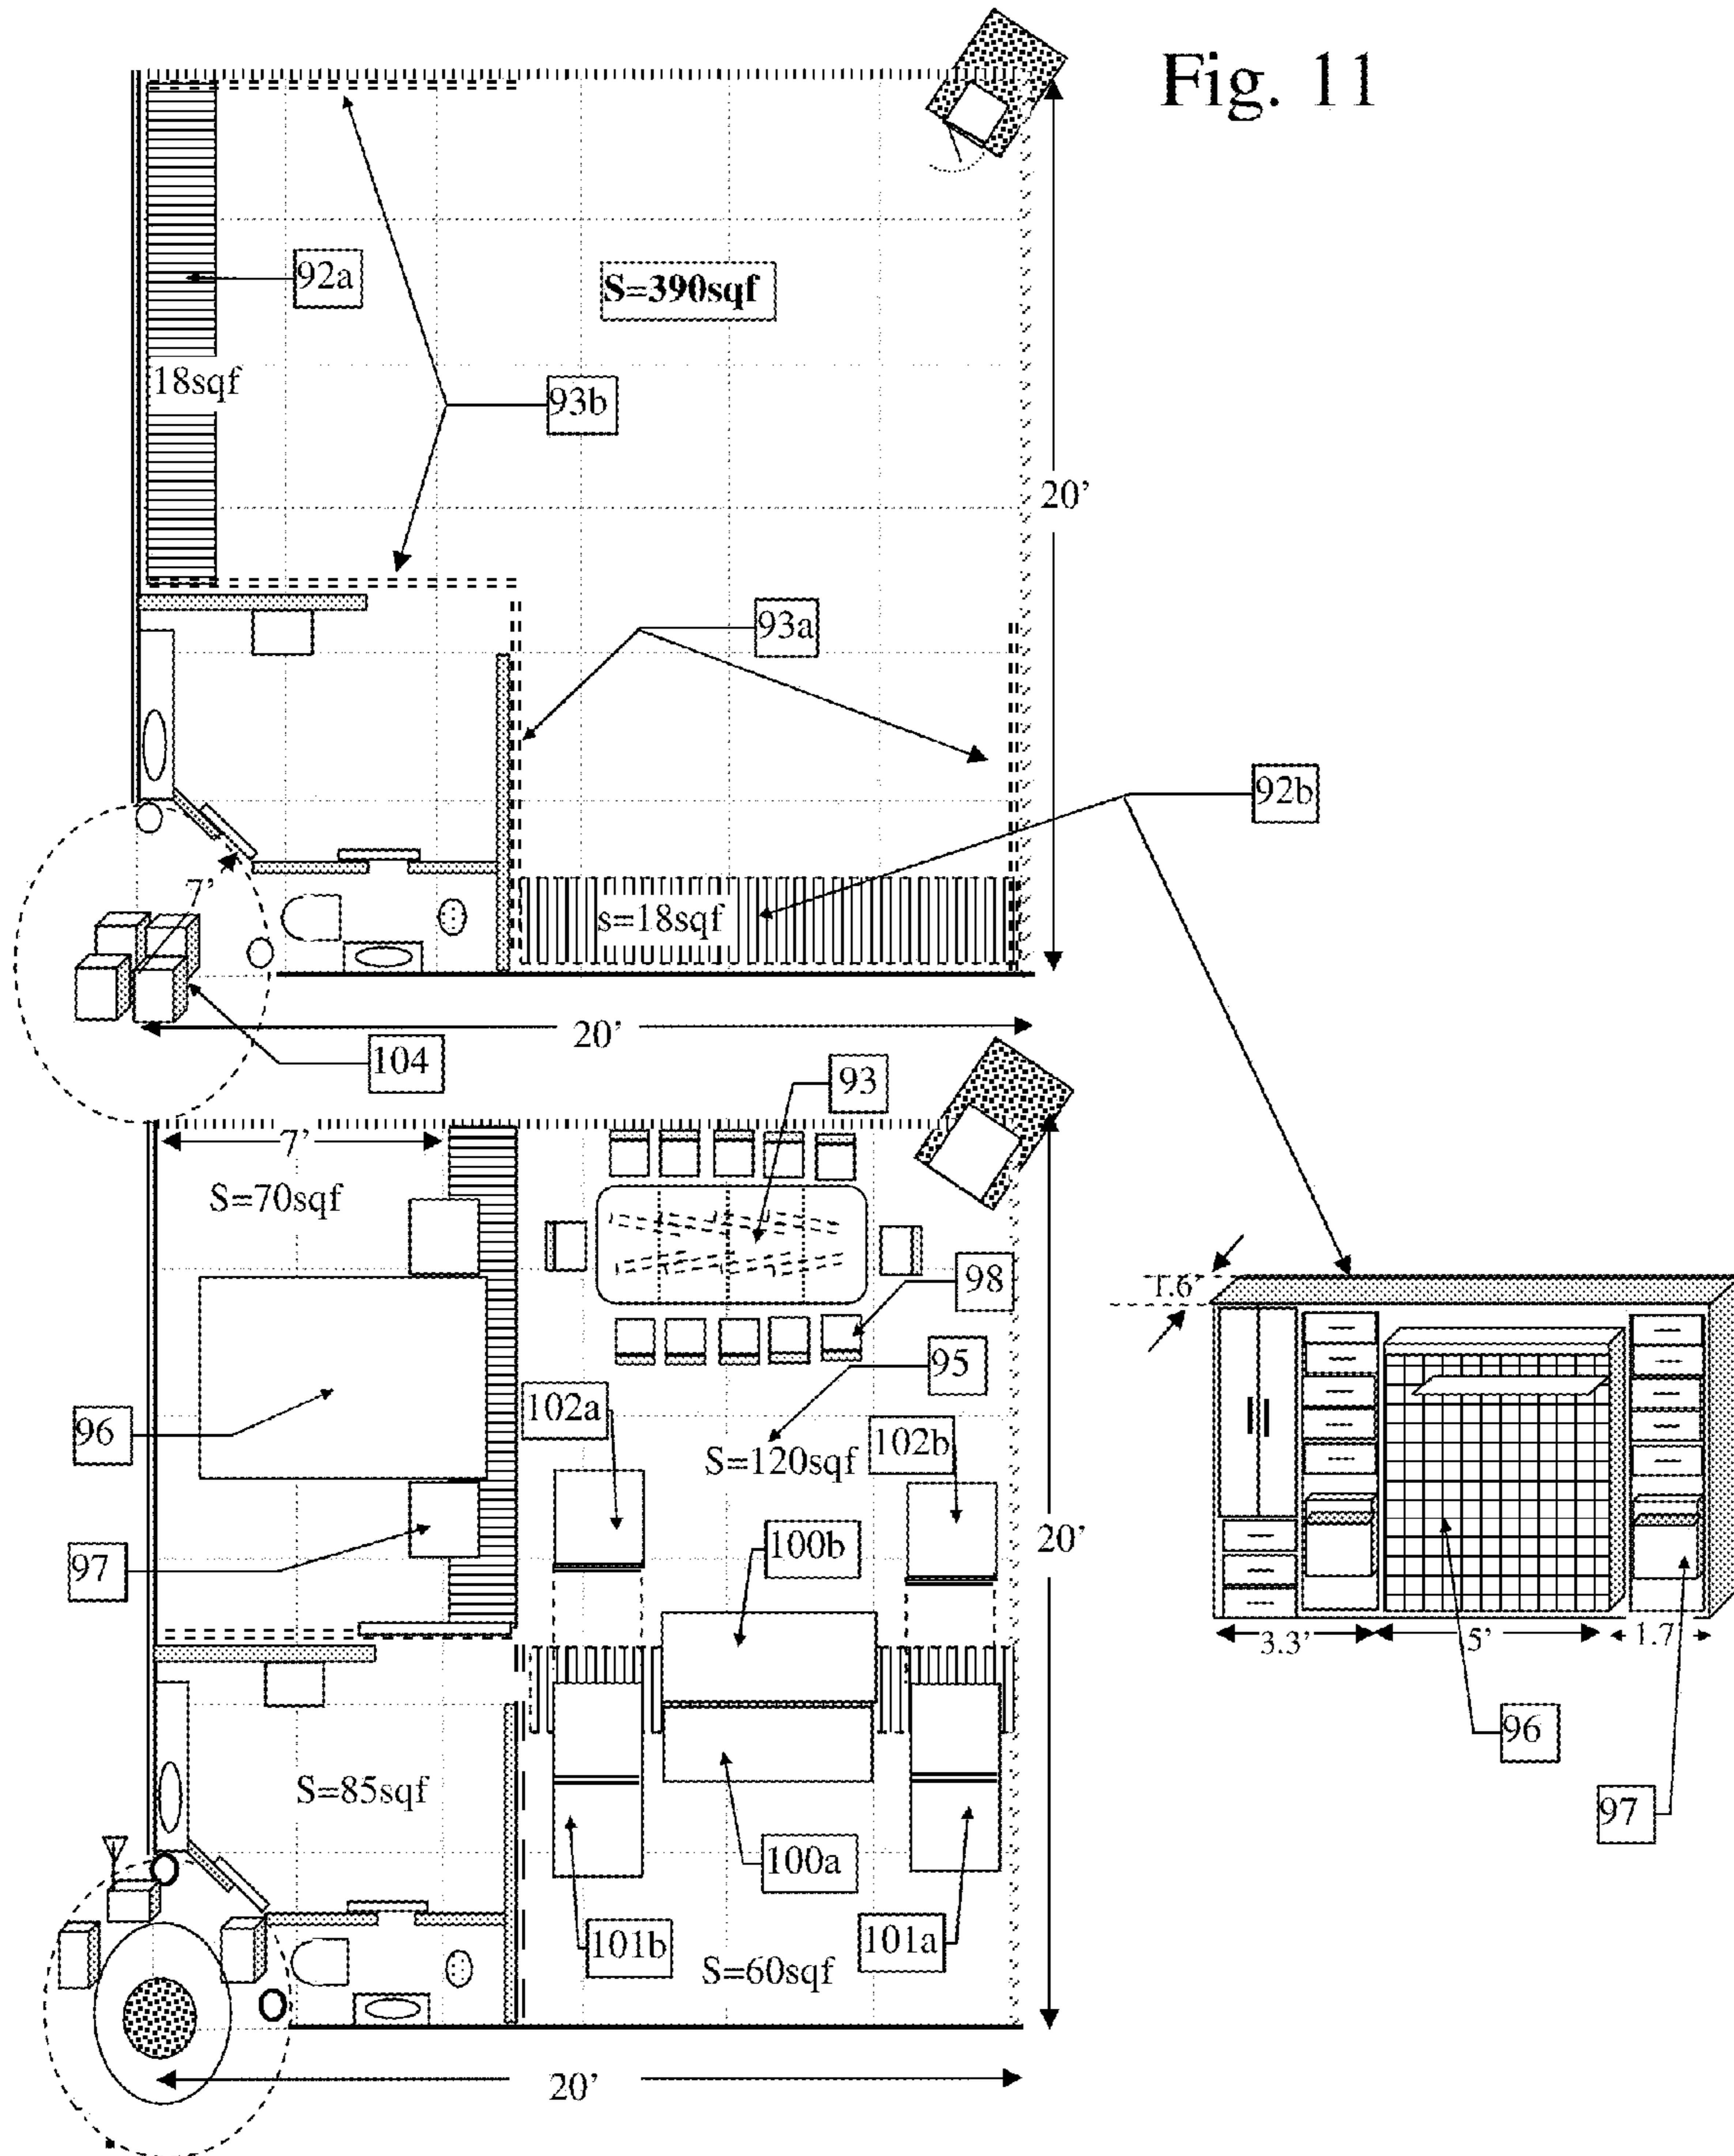 Fig. 11
92a
S=390sqf
18sqf
93b
20’
93a
92b
7’
s=18sqf
20’
104
93
7’
S=70sqf
98
95
102a
102b
96
S=120sqf
1.6’
100b
20’
97
3.3’
5’
1.7
96
S=85sqf
97
100a
101b
101a
S=60sqf
20’